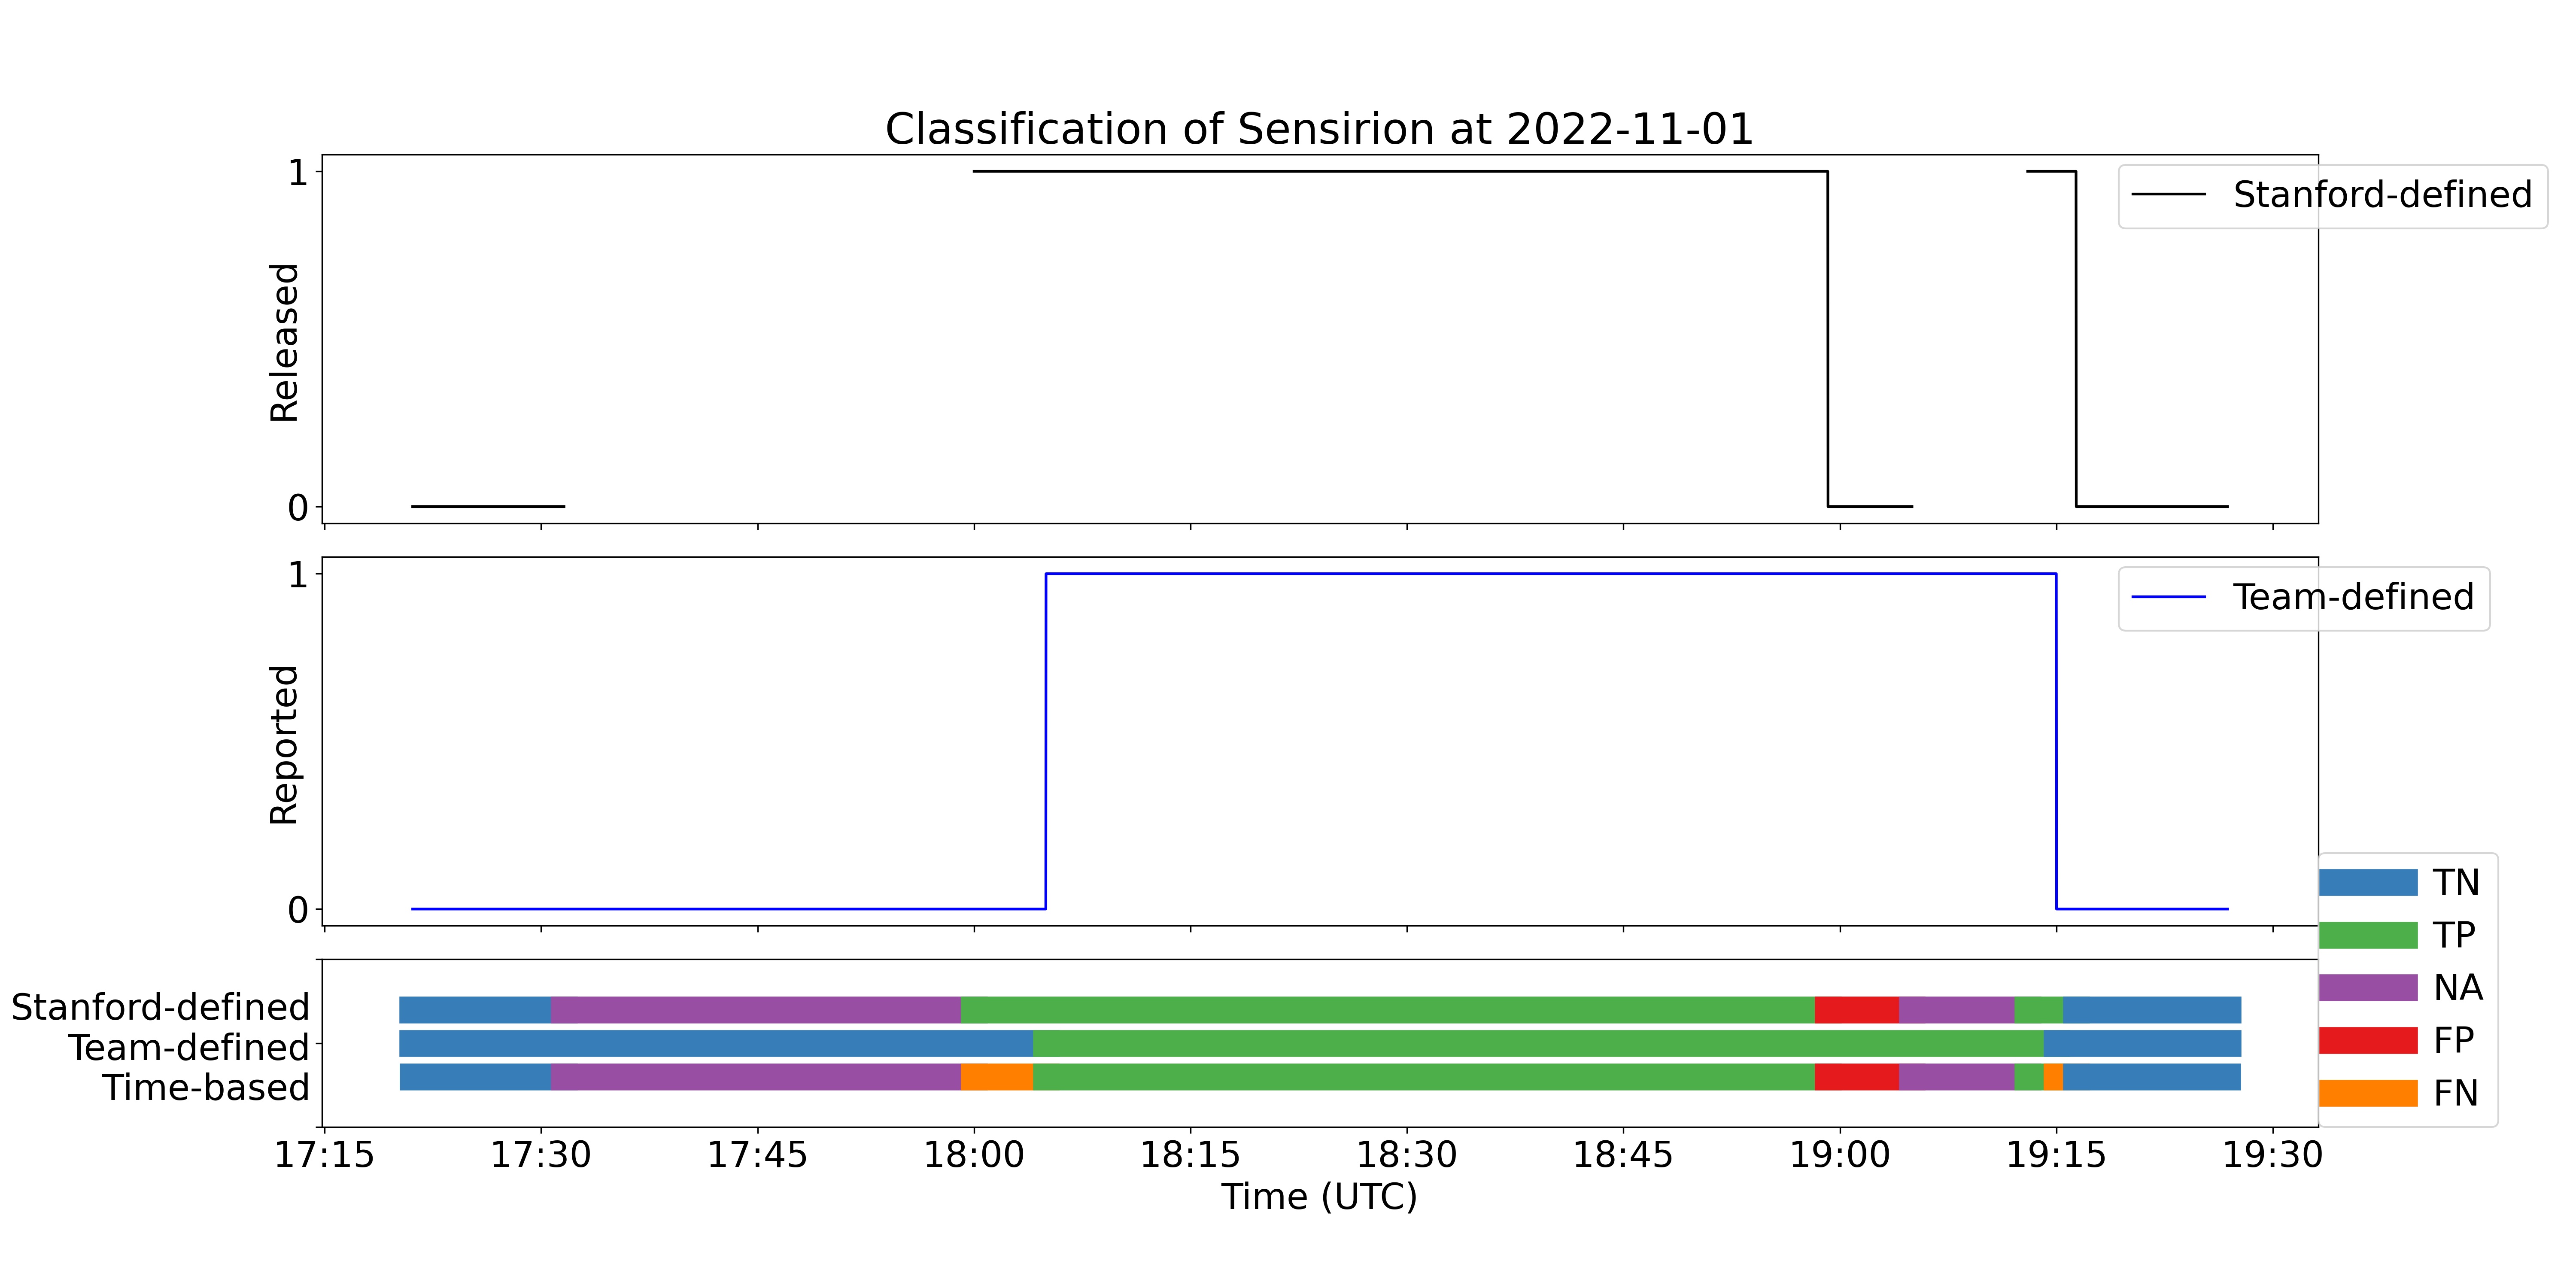 Classification of Sensirion at 2022-11-01
1
Released
0
Stanford-defined
1
Reported
0
Team-defined
TN
TP
NA
FP
FN
Stanford-defined
Team-defined
Time-based
17:15 17:30 17:45 18:00 18:15 18:30 18:45 19:00 19:15 19:30
Time (UTC)